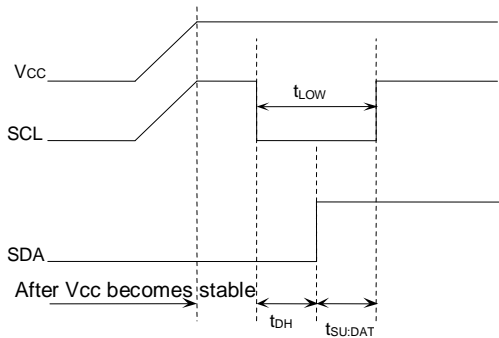 VCC
tLOW
SCL
SDA
After Vcc becomes stable
tDH
tSU:DAT